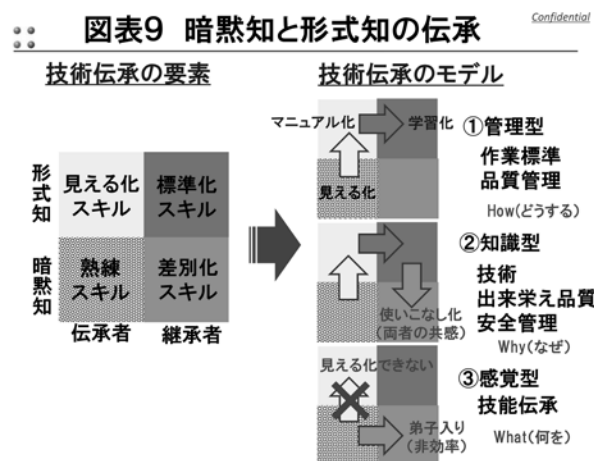 Confidential
図表9 暗黙知と形式知の伝承
技術伝承の要素
形式知
暗黙知
見える化
スキル
標準化
スキル
熟練
スキル
差別化
スキル
伝承者
継承者
技術伝承のモデル
マニュアル化
学習化
見える化
①管理型
作業標準
品質管理
How(どうする)
使いこなし化
(両者の共感)
②知識型
技術
出来栄え品質
安全管理
Why(なぜ)
見える化できない
弟子入り
(非効率)
③感覚型
技能伝承
What(何を)